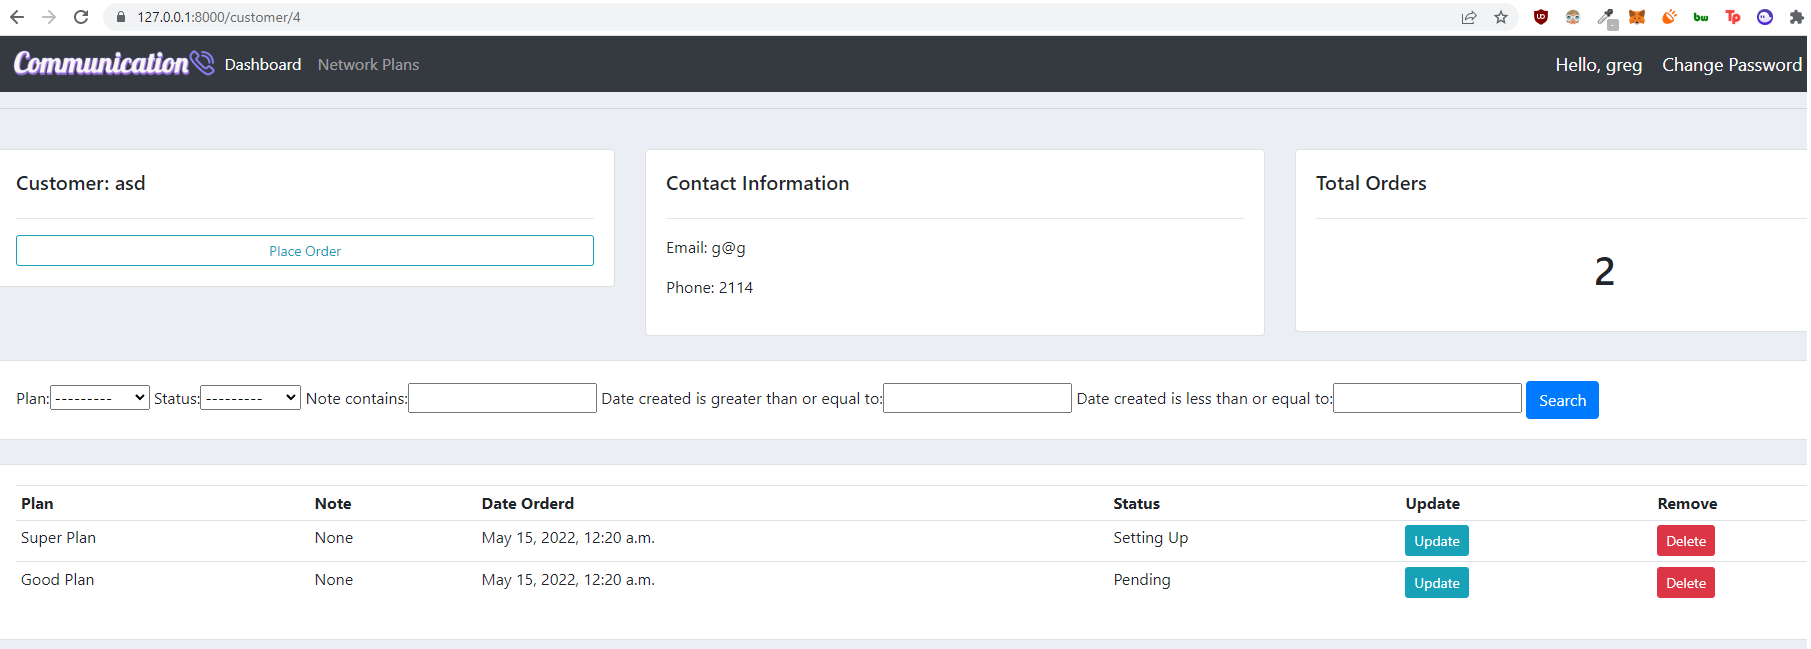 127.0.0.1:8000/customer/4
Communication Dashboard Network Plans Hello, greg Change Password
Customer: asd
Place Order
Contact Information
Email: g@g
Phone: 2114
Total Orders
2
Plan: --------- Status: --------- Note contains: Date created is greater than or equal to: Date created is less than or equal to: Search
Plan Note Date Orderd Status Update Remove
Super Plan None May 15, 2022, 12:20 a.m. Setting Up Update Delete
Good Plan None May 15, 2022, 12:20 a.m. Pending Update Delete